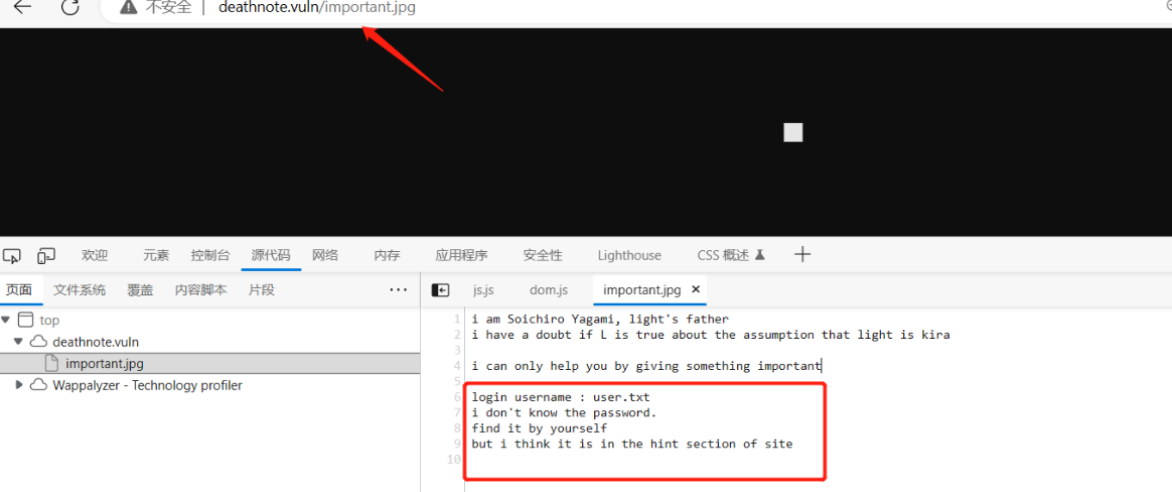 不安全 | deathnote.vuln/important.jpg
欢迎 元素 控制台 源代码 网络 内存 应用程序 安全性 Lighthouse CSS 概述
页面 文件系统 覆盖 内容脚本 片段 ... js.js dom.js important.jpg ×
top
deathnote.vuln
important.jpg
Wappalyzer - Technology profiler
1 i am Soichiro Yagami, light's father
2 i have a doubt if L is true about the assumption that light is kira
3
4 i can only help you by giving something important
5
6 login username : user.txt
7 i don't know the password.
8 find it by yourself
9 but i think it is in the hint section of site
10